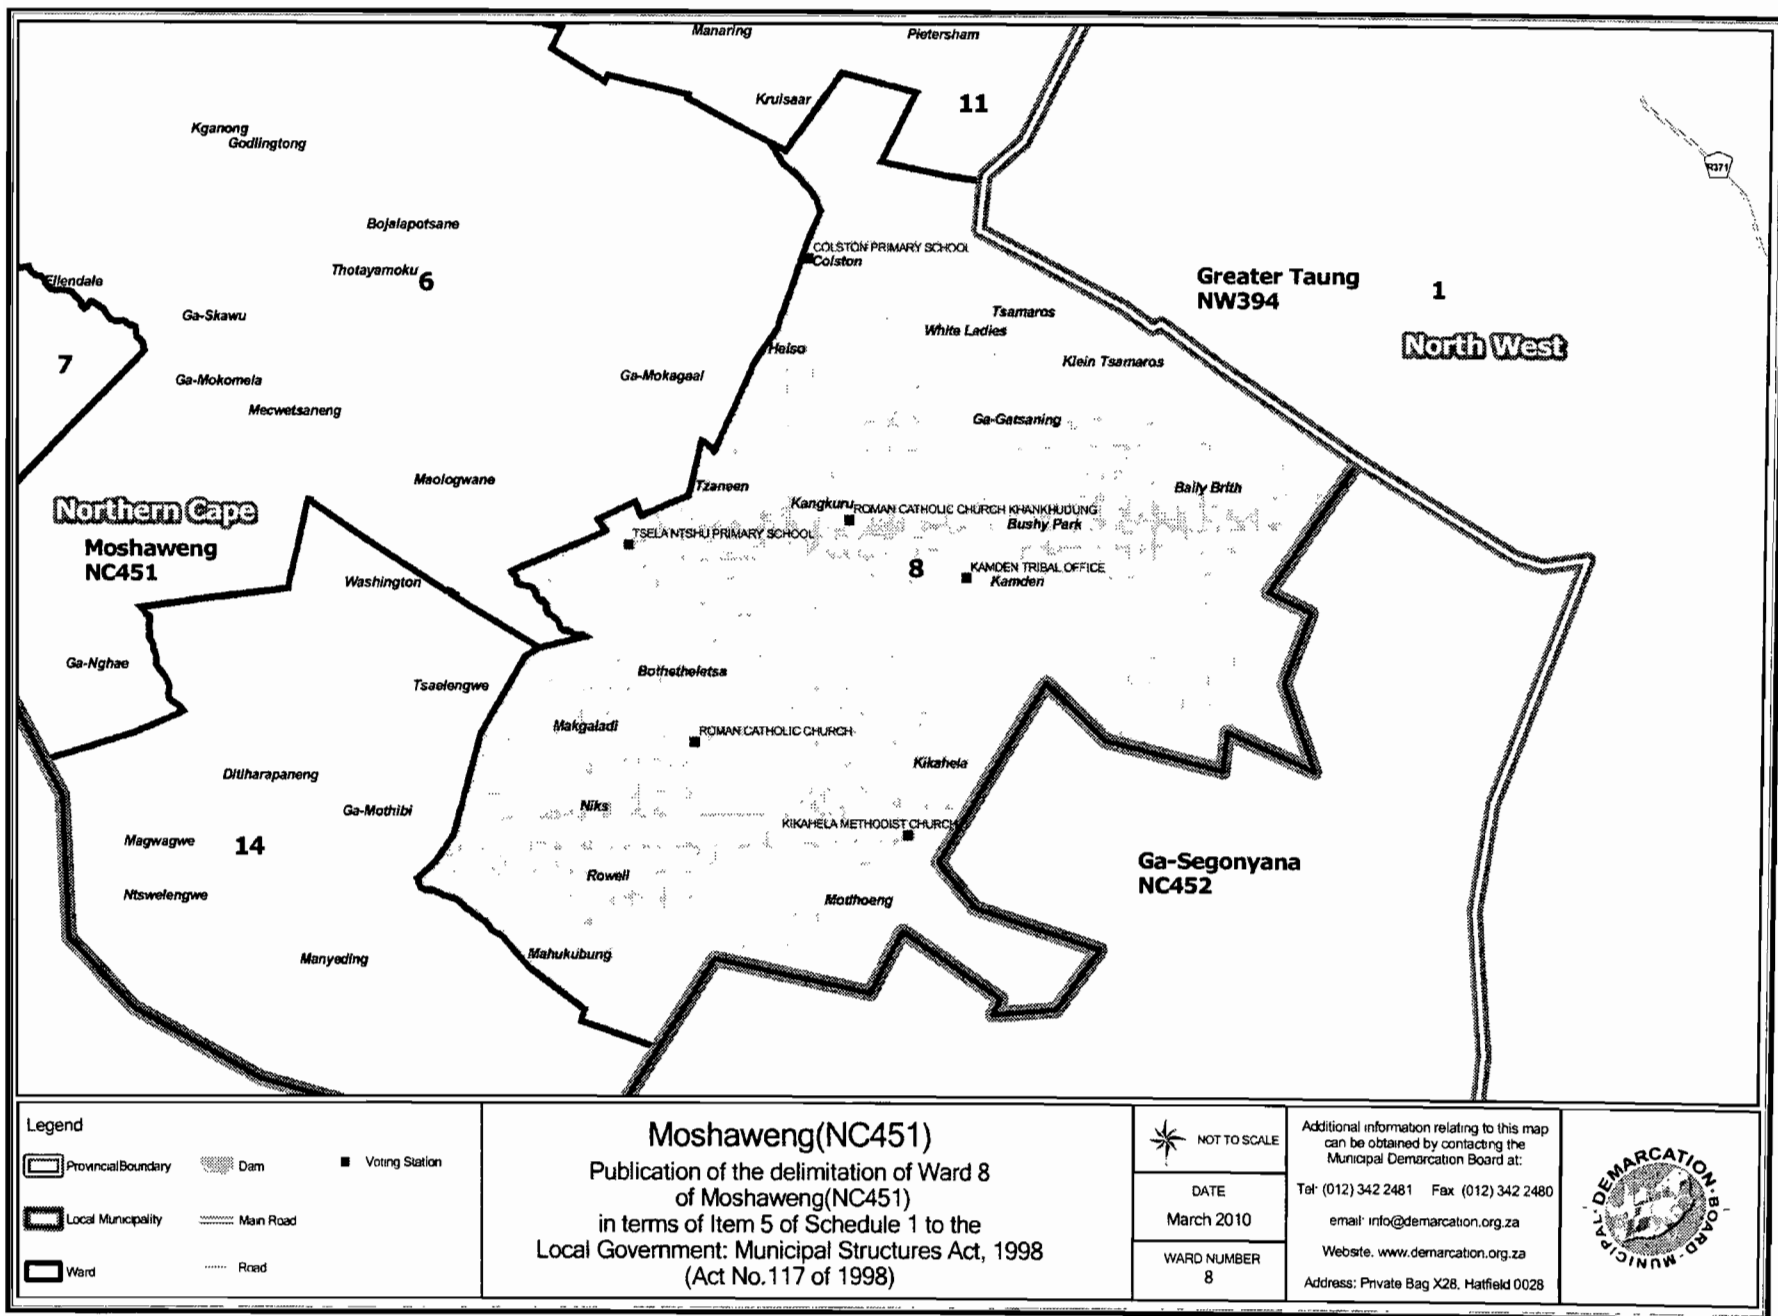 Manaring
Pietersham
Kruisaar
11
Kganong
Godlingtong
R371
Bojalapotsane
COLSTON PRIMARY SCHOOL
Colston
Thotayamoku
6
Ellendale
Greater Taung
NW394
1
North West
Ga-Skawu
Tsamaros
White Ladies
Heiso
Klein Tsamaros
7
Ga-Mokagaal
Ga-Mokomela
Mecwetsaneng
Ga-Gatsaning
Maologwane
Tzaneen
Baily Brith
Northern Cape
Moshaweng
NC451
Kangkuru
ROMAN CATHOLIC CHURCH KHANKHUDUNG
Bushy Park
TSELA NTSHU PRIMARY SCHOOL
8
KAMDEN TRIBAL OFFICE
Kamden
Washington
Ga-Nghae
Tsaelengwe
Bothetheletsa
Makgaladi
ROMAN CATHOLIC CHURCH
Kikahela
Ditlharapaneng
Ga-Mothibi
Niks
KIKAHELA METHODIST CHURCH
Magwagwe
14
Ga-Segonyana
NC452
Rowell
Ntswelengwe
Mothoeng
Manyeding
Mahukubung
Legend
Provincial Boundary
Dam
Voting Station
Local Municipality
Main Road
Ward
Road
Moshaweng(NC451)
Publication of the delimitation of Ward 8
of Moshaweng(NC451)
in terms of Item 5 of Schedule 1 to the
Local Government: Municipal Structures Act, 1998
(Act No.117 of 1998)
NOT TO SCALE
DATE
March 2010
WARD NUMBER
8
Additional information relating to this map
can be obtained by contacting the
Municipal Demarcation Board at:
Tel: (012) 342 2481 Fax (012) 342 2480
email: info@demarcation.org.za
Website. www.demarcation.org.za
Address: Private Bag X28, Hatfield 0028
MUNICIPAL DEMARCATION BOARD